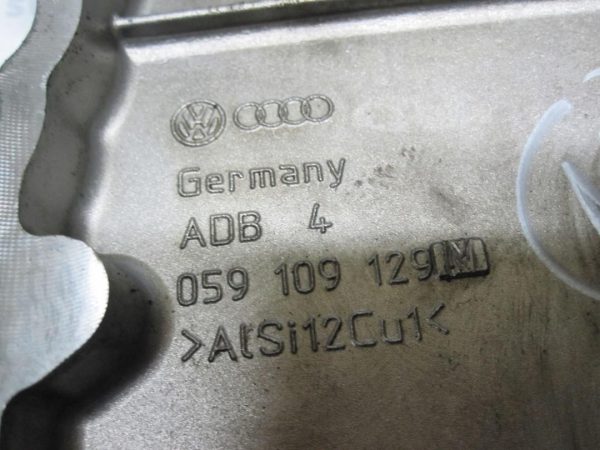 Germany
ADB 4
059 109 129 M
>AlSi12Cu1<